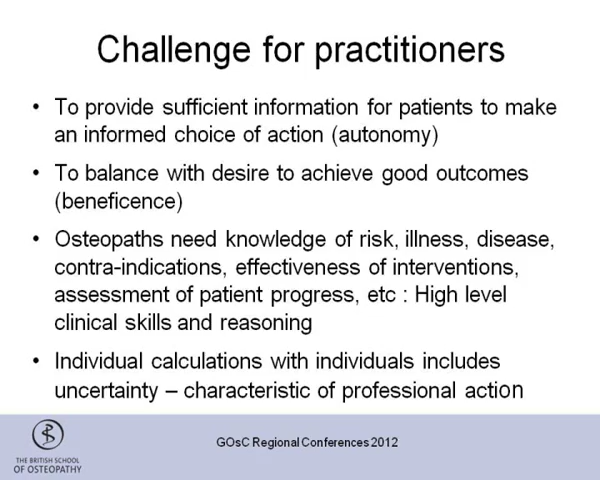 Challenge for practitioners
• To provide sufficient information for patients to make
an informed choice of action (autonomy)
• To balance with desire to achieve good outcomes
(beneficence)
• Osteopaths need knowledge of risk, illness, disease,
contra-indications, effectiveness of interventions,
assessment of patient progress, etc : High level
clinical skills and reasoning
• Individual calculations with individuals includes
uncertainty – characteristic of professional action
GOsC Regional Conferences 2012
THE BRITISH SCHOOL
OF OSTEOPATHY